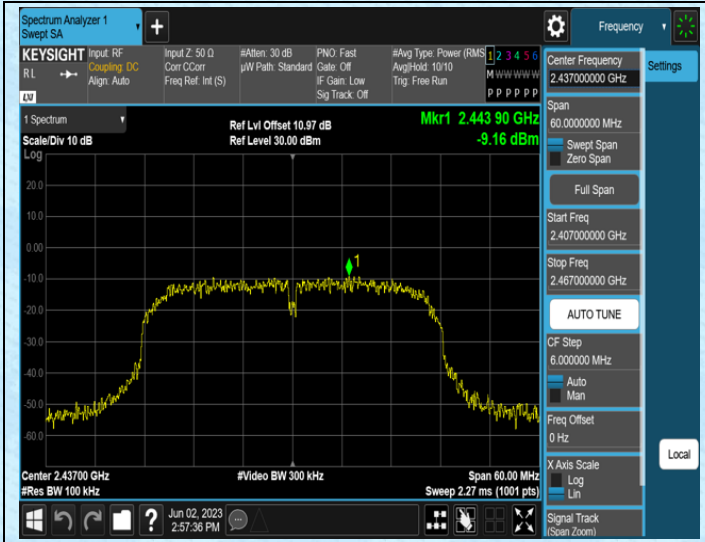 Spectrum Analyzer 1
Swept SA
+
Frequency
KEYSIGHT
RL
LXI
Input: RF
Coupling: DC
Align: Auto
Input Z: 50 Ω
Corr CCorr
Freq Ref: Int (S)
#Atten: 30 dB
µW Path: Standard
PNO: Fast
Gate: Off
IF Gain: Low
Sig Track: Off
#Avg Type: Power (RMS
Avg|Hold: 10/10
Trig: Free Run
1 2 3 4 5 6
M W W W W W
P P P P P P
1 Spectrum
Scale/Div 10 dB
Log
Ref Lvl Offset 10.97 dB
Ref Level 30.00 dBm
Mkr1 2.443 90 GHz
-9.16 dBm
20.0
10.0
0.00
-10.0
-20.0
-30.0
-40.0
-50.0
-60.0
1
Center 2.43700 GHz
#Res BW 100 kHz
#Video BW 300 kHz
Span 60.00 MHz
Sweep 2.27 ms (1001 pts)
Jun 02, 2023
2:57:36 PM
?
Center Frequency
2.437000000 GHz
Span
60.0000000 MHz
Swept Span
Zero Span
Full Span
Start Freq
2.407000000 GHz
Stop Freq
2.467000000 GHz
AUTO TUNE
CF Step
6.000000 MHz
Auto
Man
Freq Offset
0 Hz
X Axis Scale
Log
Lin
Signal Track
(Span Zoom)
Settings
Local